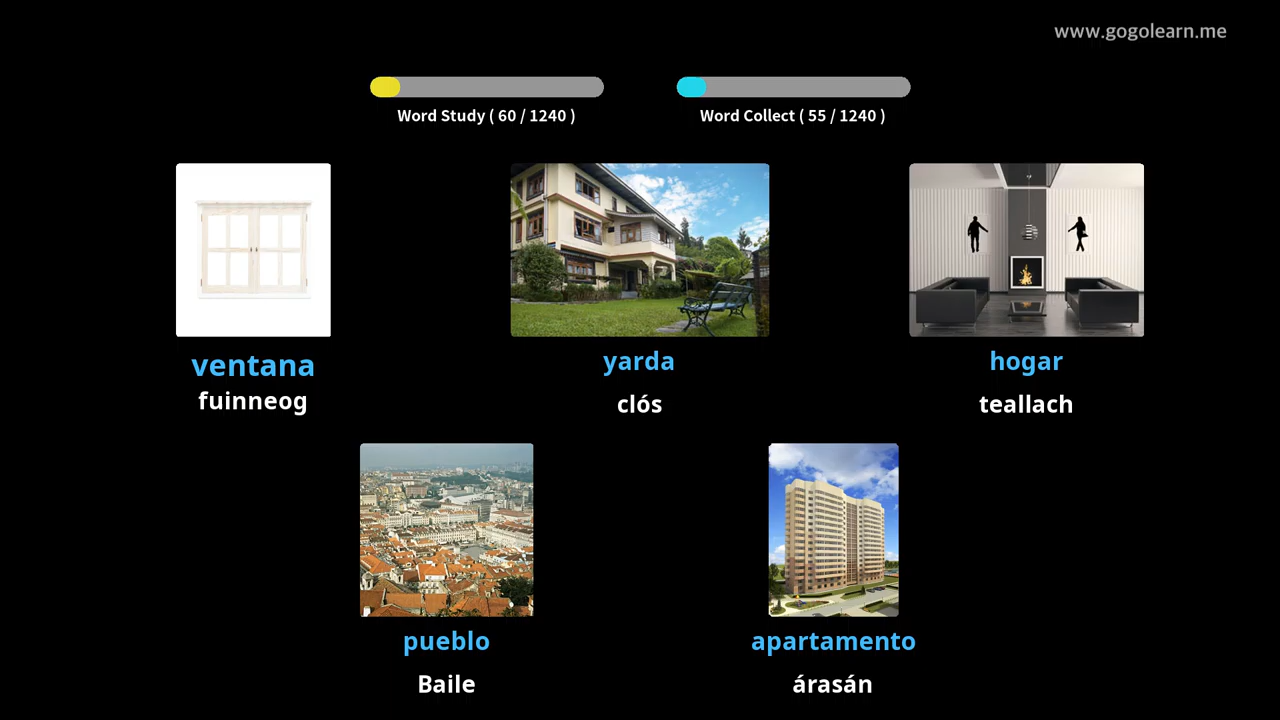 www.gogolearn.me
Word Study ( 60 / 1240 )
Word Collect ( 55 / 1240 )
ventana
fuinneog
yarda
clós
hogar
teallach
pueblo
Baile
apartamento
árasán